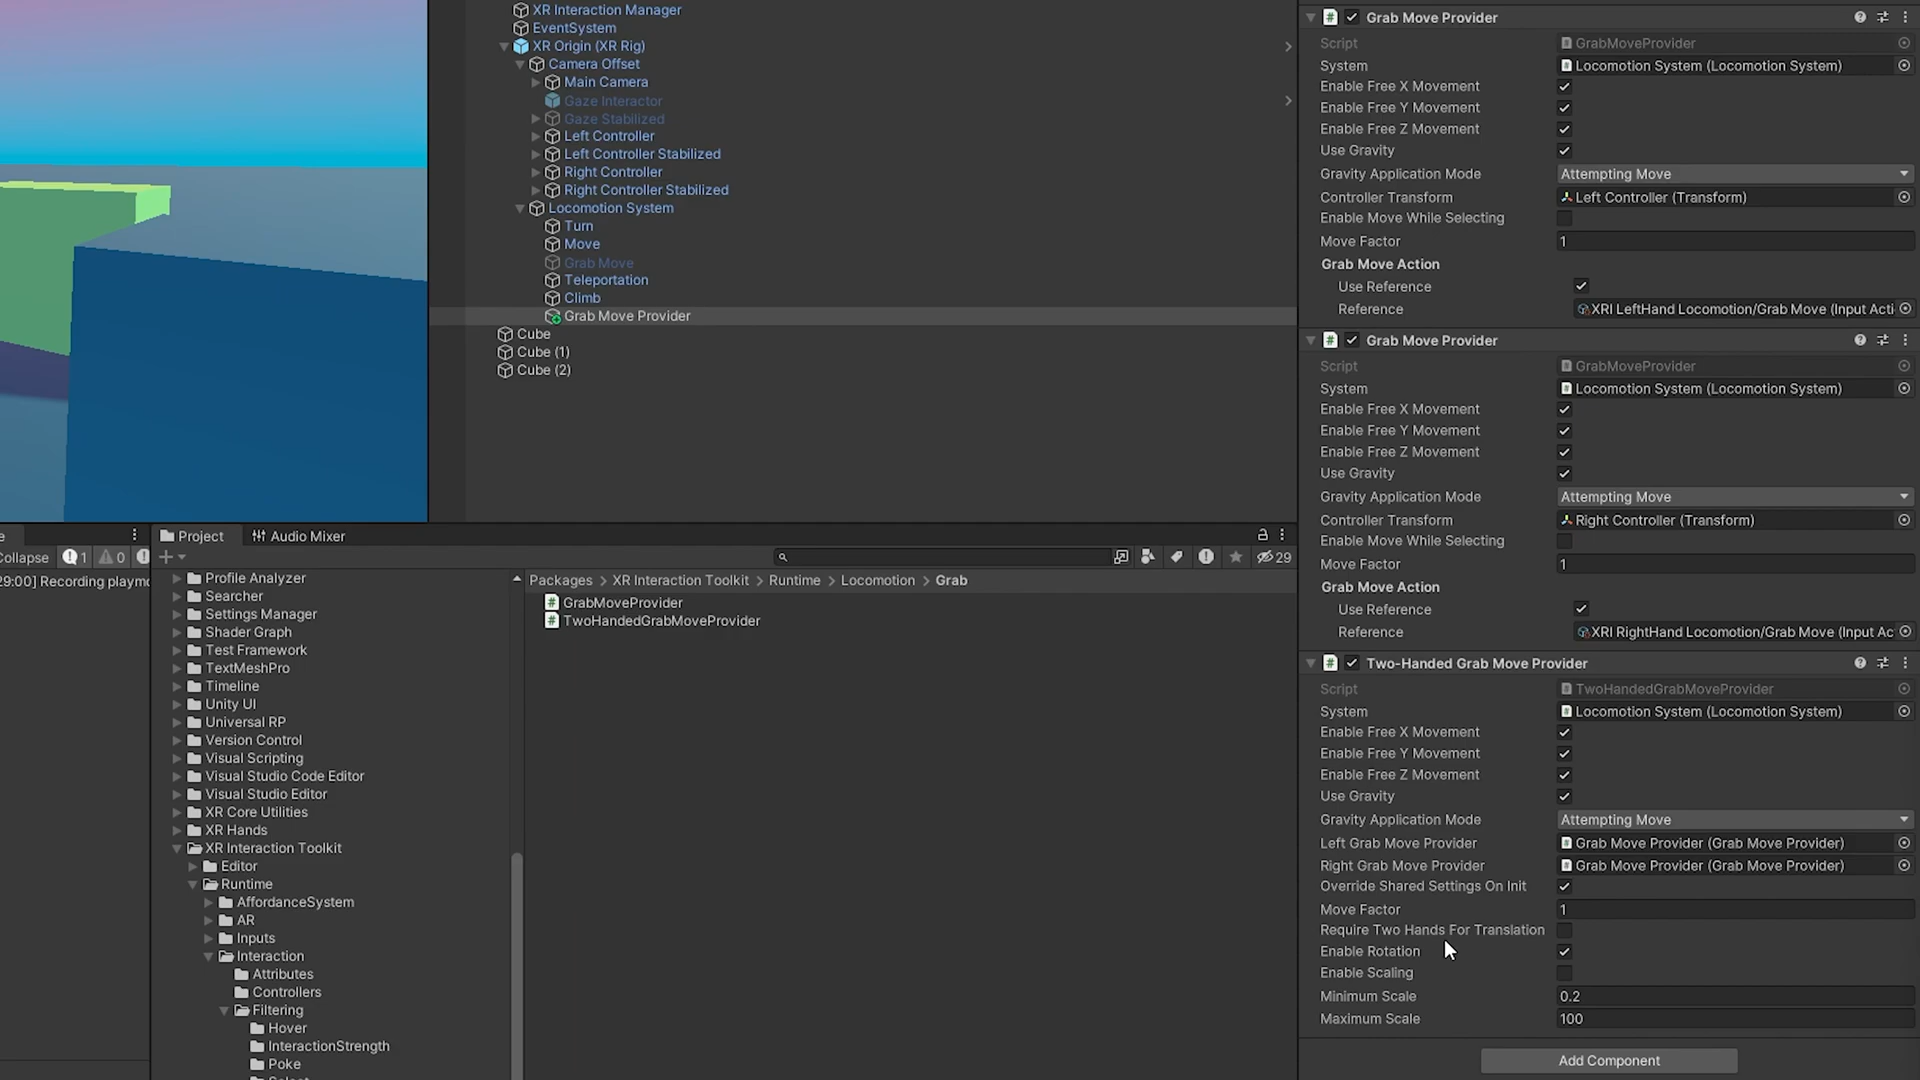 XR Interaction Manager
EventSystem
XR Origin (XR Rig)
Camera Offset
Main Camera
Gaze Interactor
Gaze Stabilized
Left Controller
Left Controller Stabilized
Right Controller
Right Controller Stabilized
Locomotion System
Turn
Move
Grab Move
Teleportation
Climb
Grab Move Provider
Cube
Cube (1)
Cube (2)
Grab Move Provider
Script GrabMoveProvider
System Locomotion System (Locomotion System)
Enable Free X Movement
Enable Free Y Movement
Enable Free Z Movement
Use Gravity
Gravity Application Mode Attempting Move
Controller Transform Left Controller (Transform)
Enable Move While Selecting
Move Factor 1
Grab Move Action
Use Reference
Reference XRI LeftHand Locomotion/Grab Move (Input Acti
Grab Move Provider
Script GrabMoveProvider
System Locomotion System (Locomotion System)
Enable Free X Movement
Enable Free Y Movement
Enable Free Z Movement
Use Gravity
Gravity Application Mode Attempting Move
Controller Transform Right Controller (Transform)
Enable Move While Selecting
Move Factor 1
Grab Move Action
Use Reference
Reference XRI RightHand Locomotion/Grab Move (Input Ac
Two-Handed Grab Move Provider
Script TwoHandedGrabMoveProvider
System Locomotion System (Locomotion System)
Enable Free X Movement
Enable Free Y Movement
Enable Free Z Movement
Use Gravity
Gravity Application Mode Attempting Move
Left Grab Move Provider Grab Move Provider (Grab Move Provider)
Right Grab Move Provider Grab Move Provider (Grab Move Provider)
Override Shared Settings On Init
Move Factor 1
Require Two Hands For Translation
Enable Rotation
Enable Scaling
Minimum Scale 0.2
Maximum Scale 100
Add Component
Collapse 1 0
29:00] Recording playmo
Project Audio Mixer
29
Profile Analyzer
Searcher
Settings Manager
Shader Graph
Test Framework
TextMeshPro
Timeline
Unity UI
Universal RP
Version Control
Visual Scripting
Visual Studio Code Editor
Visual Studio Editor
XR Core Utilities
XR Hands
XR Interaction Toolkit
Editor
Runtime
AffordanceSystem
AR
Inputs
Interaction
Attributes
Controllers
Filtering
Hover
InteractionStrength
Poke
Packages > XR Interaction Toolkit > Runtime > Locomotion > Grab
GrabMoveProvider
TwoHandedGrabMoveProvider